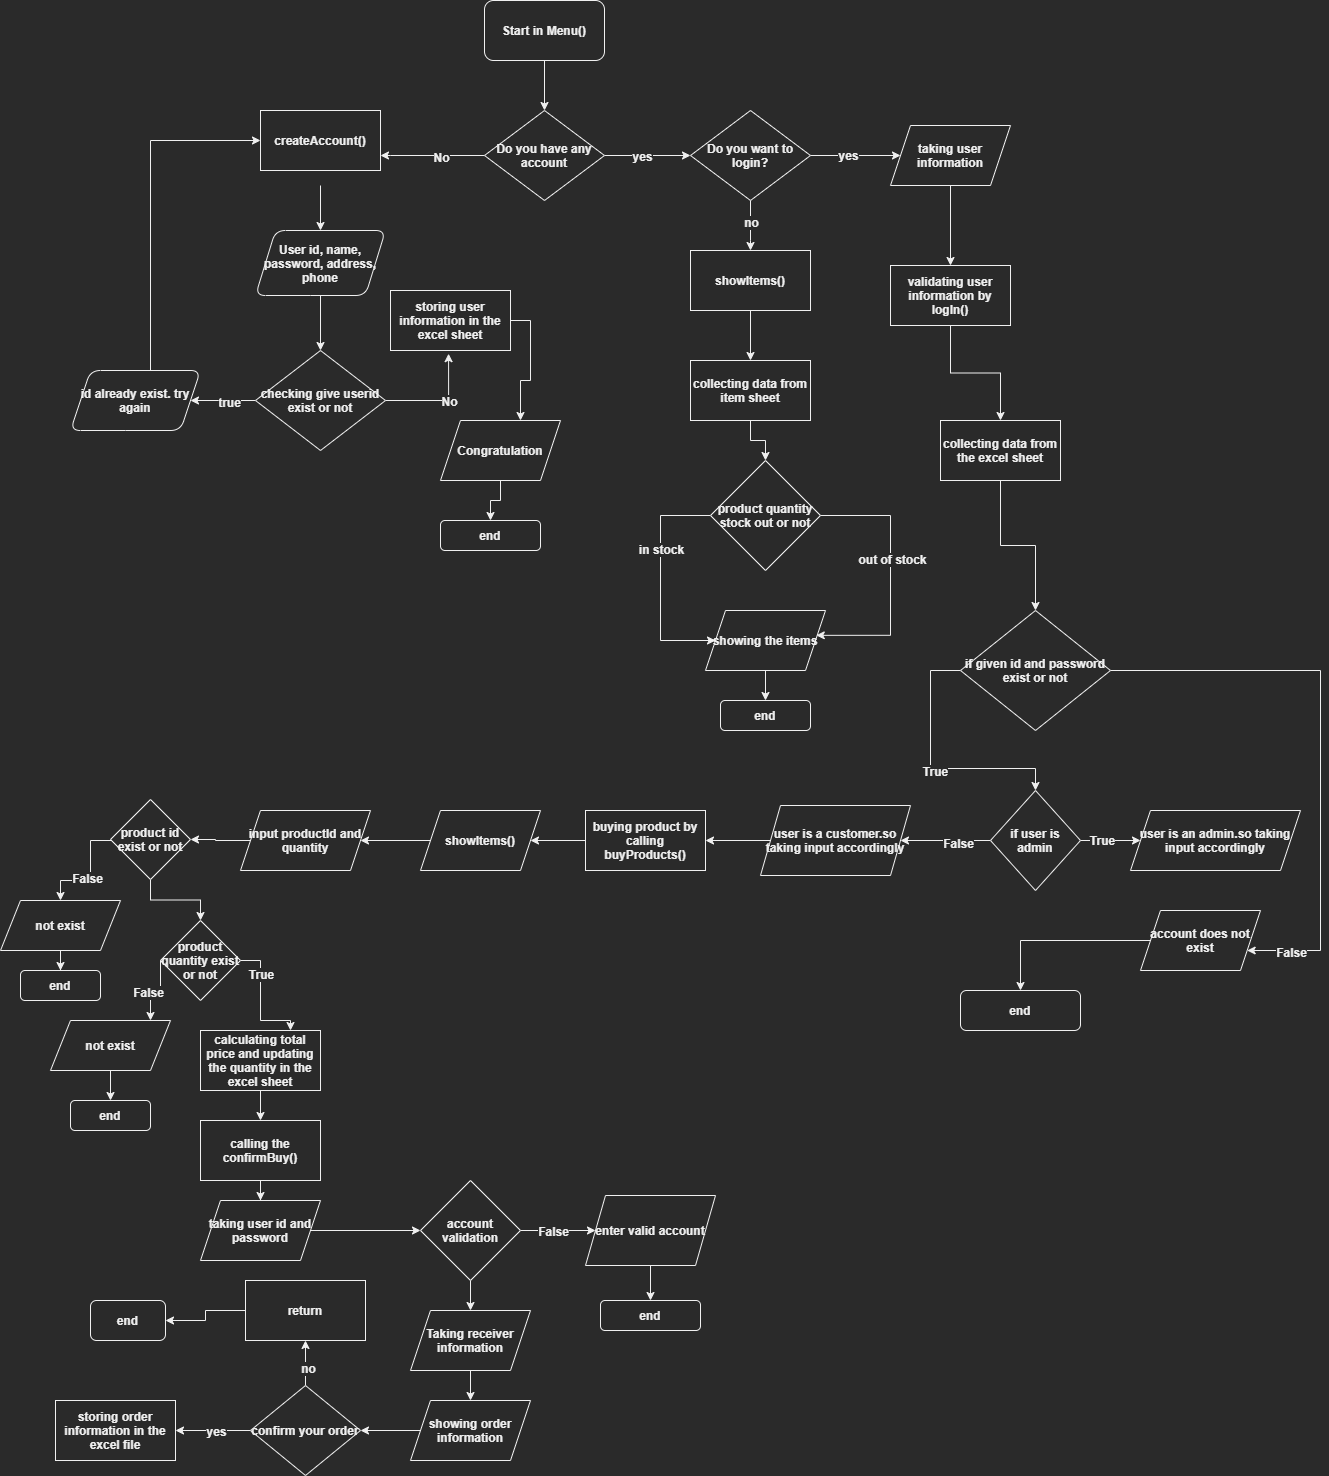 Start in Menu()
createAccount()
No
Do you have any
account
yes
Do you want to
login?
yes
taking user
information
no
User id, name,
password, address,
phone
showItems()
validating user
information by
logIn()
storing user
information in the
excel sheet
id already exist. try
again
true
checking give userid
exist or not
No
collecting data from
item sheet
Congratulation
collecting data from
the excel sheet
end
product quantity
stock out or not
in stock
out of stock
showing the items
if given id and password
exist or not
end
True
product id
exist or not
input productId and
quantity
showItems()
buying product by
calling
buyProducts()
user is a customer.so
taking input accordingly
False
if user is
admin
True
user is an admin.so taking
input accordingly
False
not exist
product
quantity exist
or not
account does not
exist
False
end
False
True
end
not exist
calculating total
price and updating
the quantity in the
excel sheet
end
calling the
confirmBuy()
taking user id and
password
account
validation
False
enter valid account
end
return
end
Taking receiver
information
no
storing order
information in the
excel file
yes
confirm your order
showing order
information